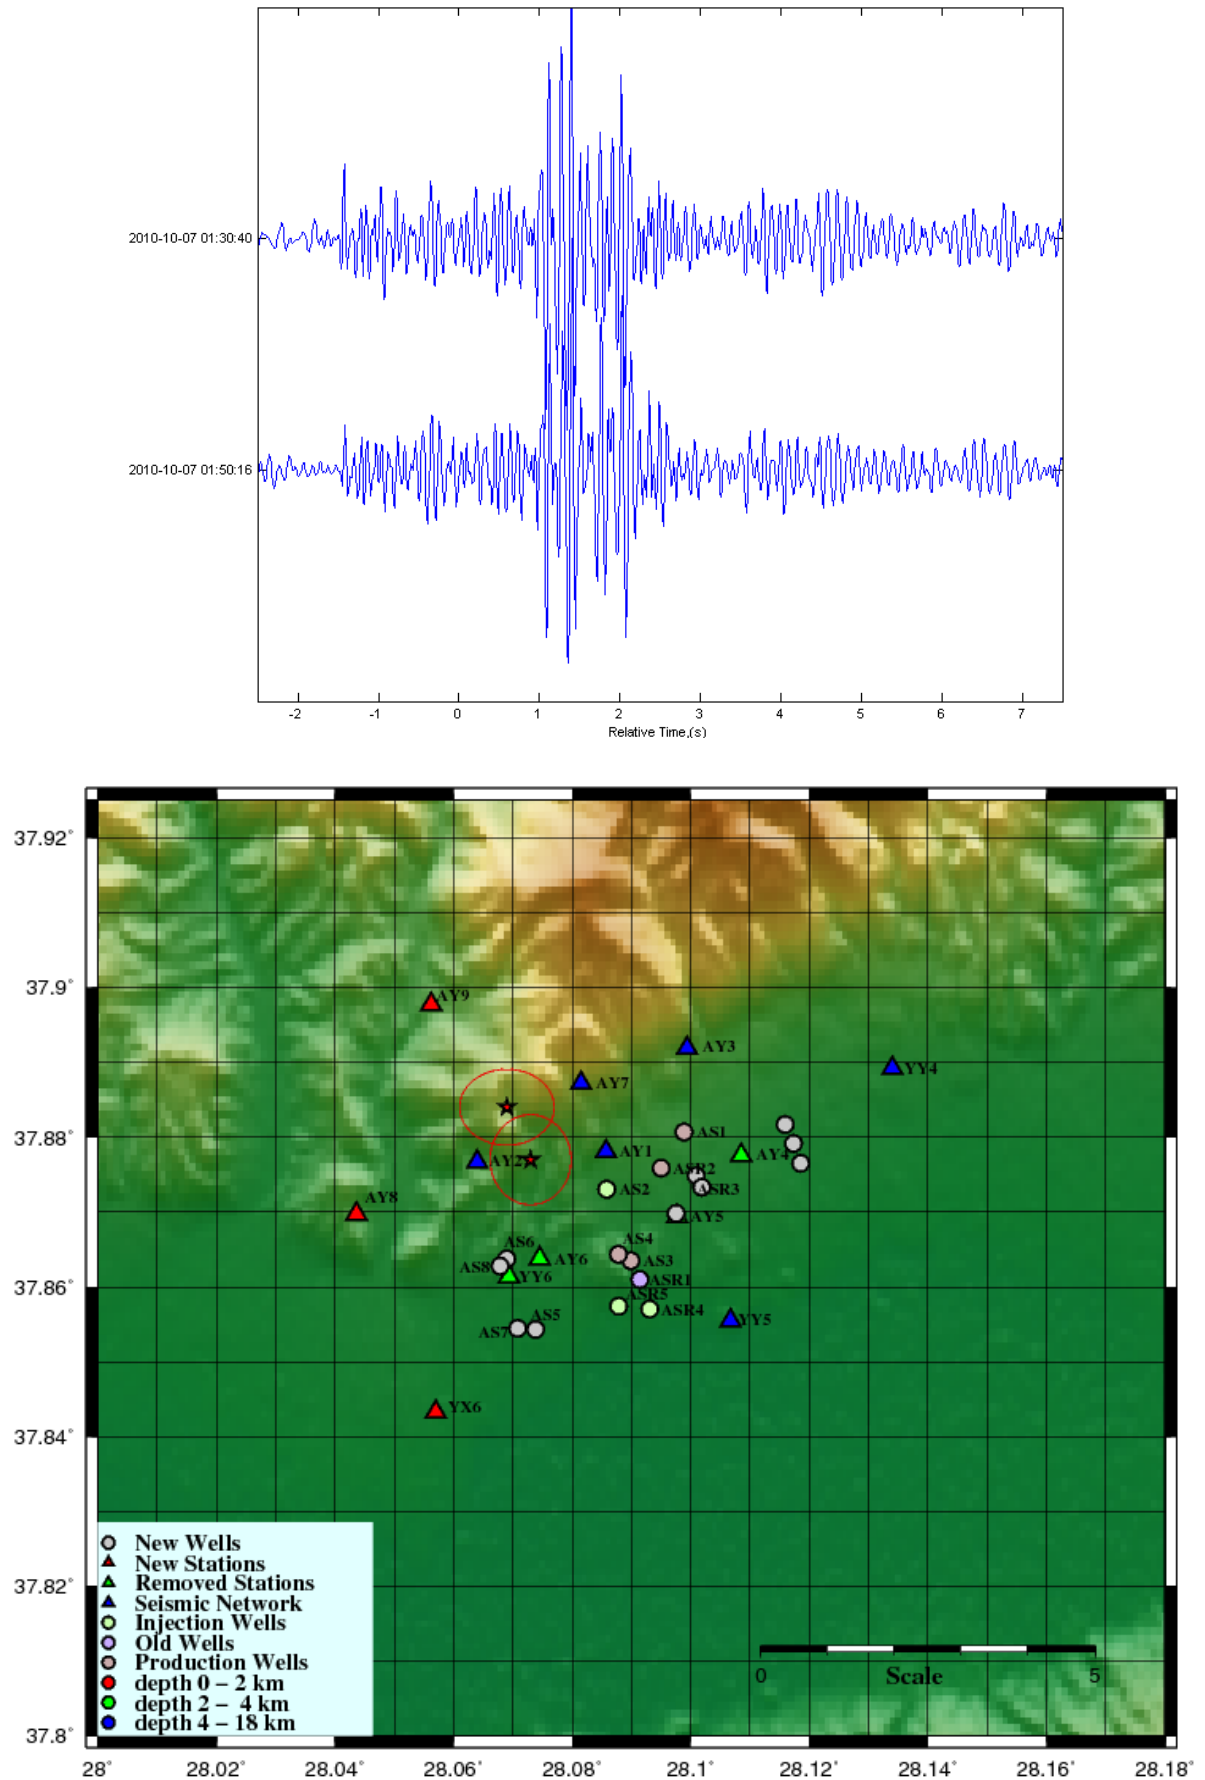 2010-10-07 01:30:40
2010-10-07 01:50:16
-2 -1 0 1 2 3 4 5 6 7
Relative Time,(s)
37.92°
37.9°
37.88°
37.86°
37.84°
37.82°
37.8°
AY9
AY3
YY4
AY7
AS1
AY2
AY1
AY4
ASR2
AS2
ASR3
AY8
AY5
AS6
AS4
AS8
AY6
AS3
YY6
ASR1
ASR5
ASR4
AS5
YY5
AS7
YX6
New Wells
New Stations
Removed Stations
Seismic Network
Injection Wells
Old Wells
Production Wells
depth 0 – 2 km
depth 2 – 4 km
depth 4 – 18 km
0 Scale 5
28° 28.02° 28.04° 28.06° 28.08° 28.1° 28.12° 28.14° 28.16° 28.18°